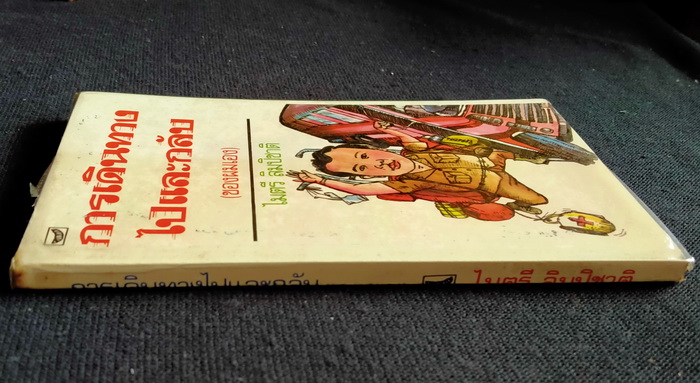 การเดินทาง
ไปและกลับ
(ของผมเอง)
ไมตรี ลิมปิชาติ
การเดินทางไปและกลับ
ไมตรี ลิมปิชาติ